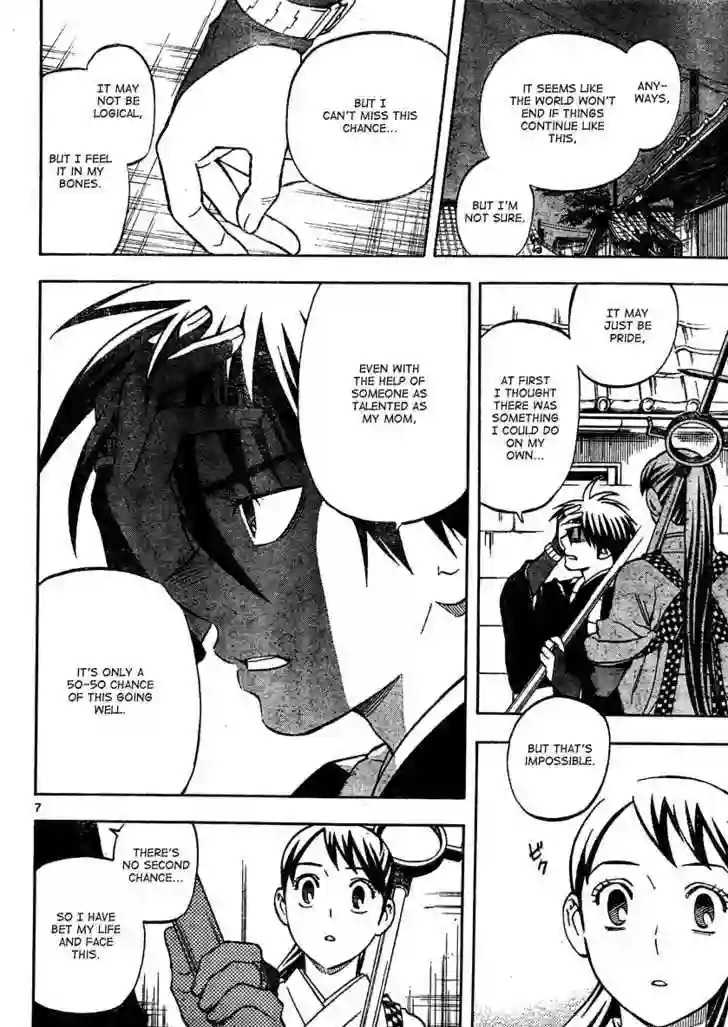 ANY-
WAYS,
IT SEEMS LIKE
THE WORLD WON'T
END IF THINGS
CONTINUE LIKE
THIS,
BUT I'M
NOT SURE.
BUT I
CAN'T MISS THIS
CHANCE...
IT MAY
NOT BE
LOGICAL,
BUT I FEEL
IT IN MY
BONES.
IT MAY
JUST BE
PRIDE,
AT FIRST
I THOUGHT
THERE WAS
SOMETHING
I COULD DO
ON MY
OWN...
BUT THAT'S
IMPOSSIBLE.
ビク
EVEN WITH
THE HELP OF
SOMEONE AS
TALENTED AS
MY MOM,
IT'S ONLY A
50-50 CHANCE
OF THIS GOING
WELL.
7
THERE'S
NO SECOND
CHANCE...
SO I HAVE
BET MY LIFE
AND FACE
THIS.